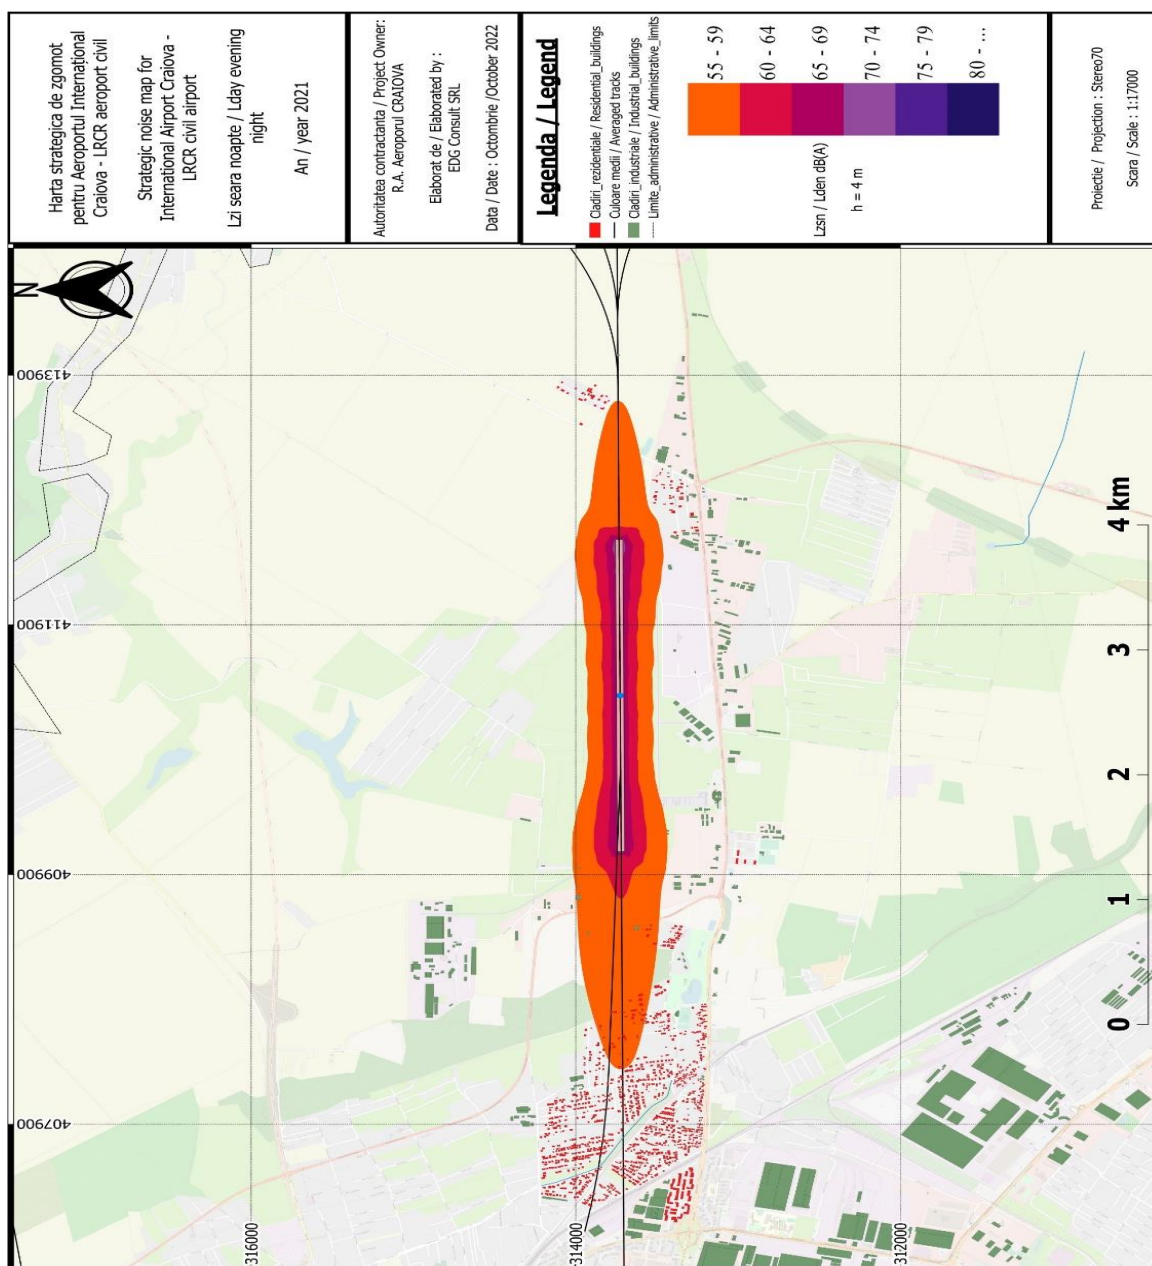 Harta strategica de zgomot
pentru Aeroportul International
Craiova - LRCR aeroport civil
Strategic noise map for
International Airport Craiova -
LRCR civil airport
Lzi seara noapte / Lday evening
night
An / year 2021
Autoritatea contractanta / Project Owner:
R.A. Aeroporul CRAIOVA
Elaborat de / Elaborated by :
EDG Consult SRL
Data / Date : : Octombrie /October 2022
Legenda / Legend
Cladiri_rezidentiale / Residential_buildings
Culoare medii / Averaged tracks
Cladiri_industriale / Industrial_buildings
Limite_administrative / Administrative_limits
Lzsn / Lden dB(A)
h = 4 m
55 - 59
60 - 64
65 - 69
70 - 74
75 - 79
80 - ...
Proiectie / Projection : Stereo70
Scara / Scale : 1:17000
N
413900
411900
409900
407900
316000
314000
312000
0 1 2 3 4 km